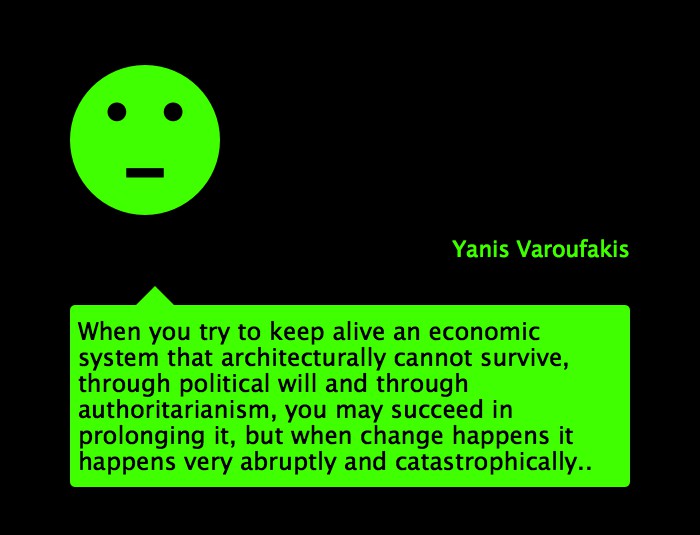 Yanis Varoufakis
When you try to keep alive an economic
system that architecturally cannot survive,
through political will and through
authoritarianism, you may succeed in
prolonging it, but when change happens it
happens very abruptly and catastrophically..